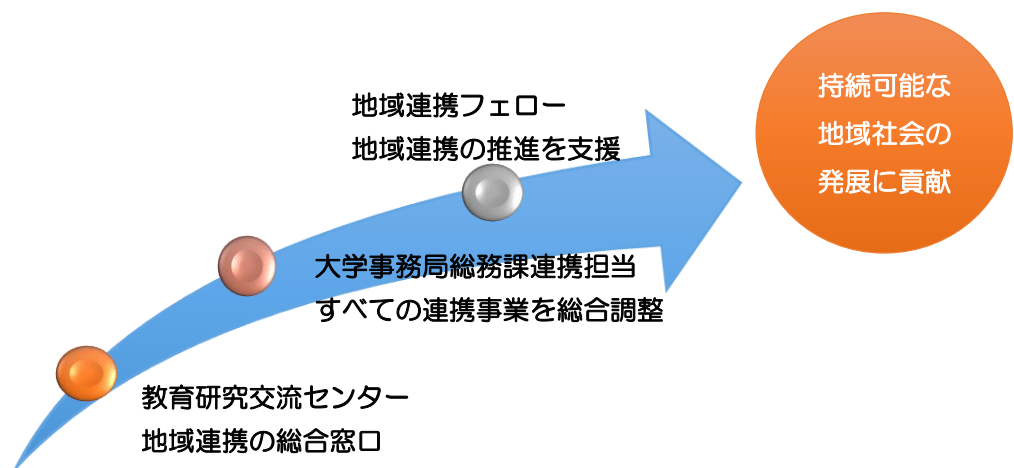 地域連携フェロー
地域連携の推進を支援
持続可能な
地域社会の
発展に貢献
大学事務局総務課連携担当
すべての連携事業を総合調整
教育研究交流センター
地域連携の総合窓口